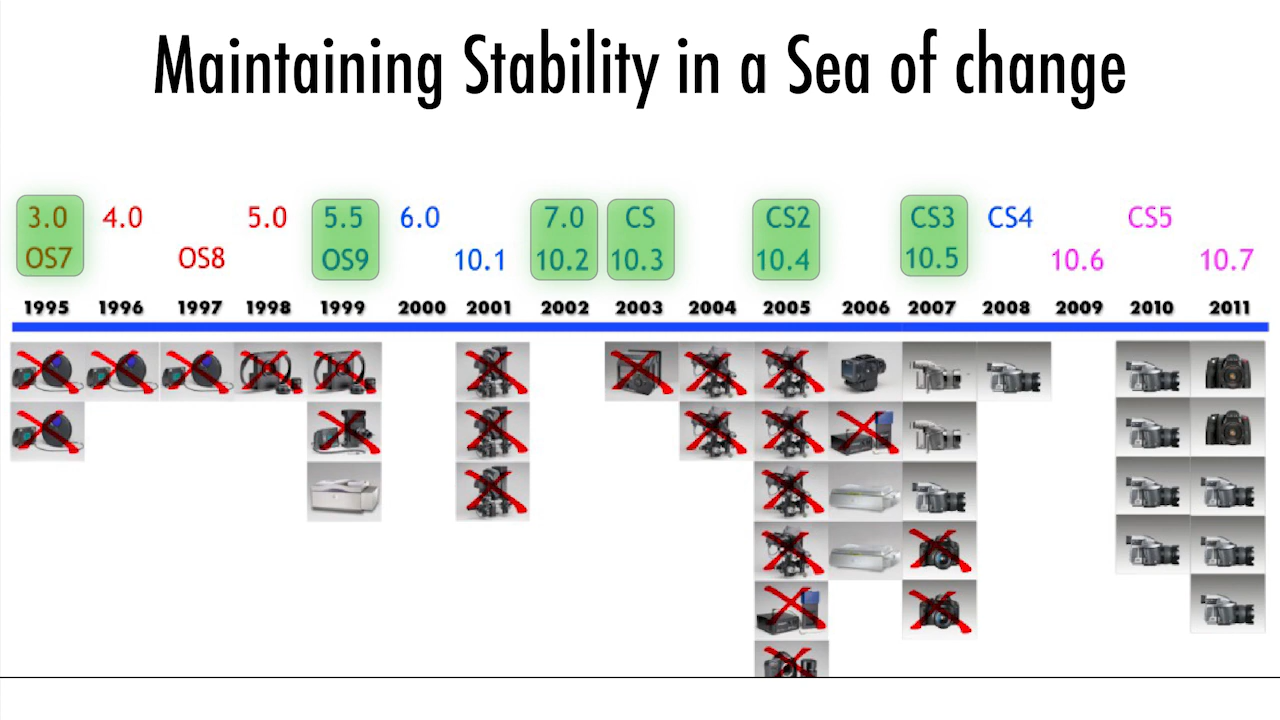 Maintaining Stability in a Sea of change
3.0 4.0 5.0 5.5 6.0 7.0 CS CS2 CS3 CS4 CS5
OS7 OS8 OS9 10.1 10.2 10.3 10.4 10.5 10.6 10.7
1995 1996 1997 1998 1999 2000 2001 2002 2003 2004 2005 2006 2007 2008 2009 2010 2011